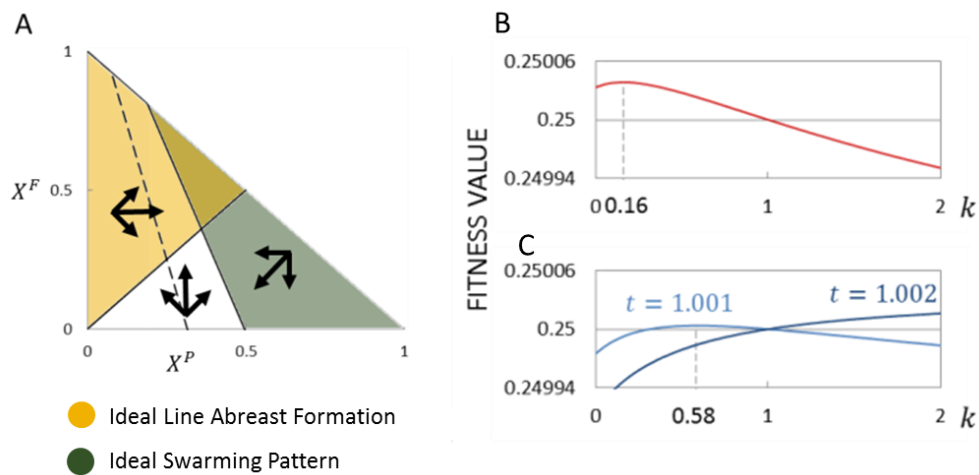 A
1
X^F
0.5
0
0
0.5
1
X^P
Ideal Line Abreast Formation
Ideal Swarming Pattern
FITNESS VALUE
B
0.25006
0.25
0.24994
0 0.16 1 2 k
C
0.25006
0.25
0.24994
t = 1.001
t = 1.002
0 0.58 1 2 k